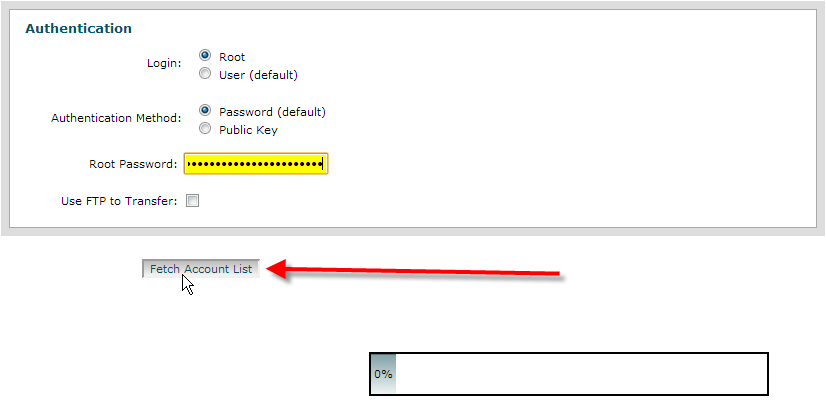 Authentication
Login: Root
User (default)
Authentication Method: Password (default)
Public Key
Root Password: ••••••••••••••••••••••••
Use FTP to Transfer:
Fetch Account List
0%